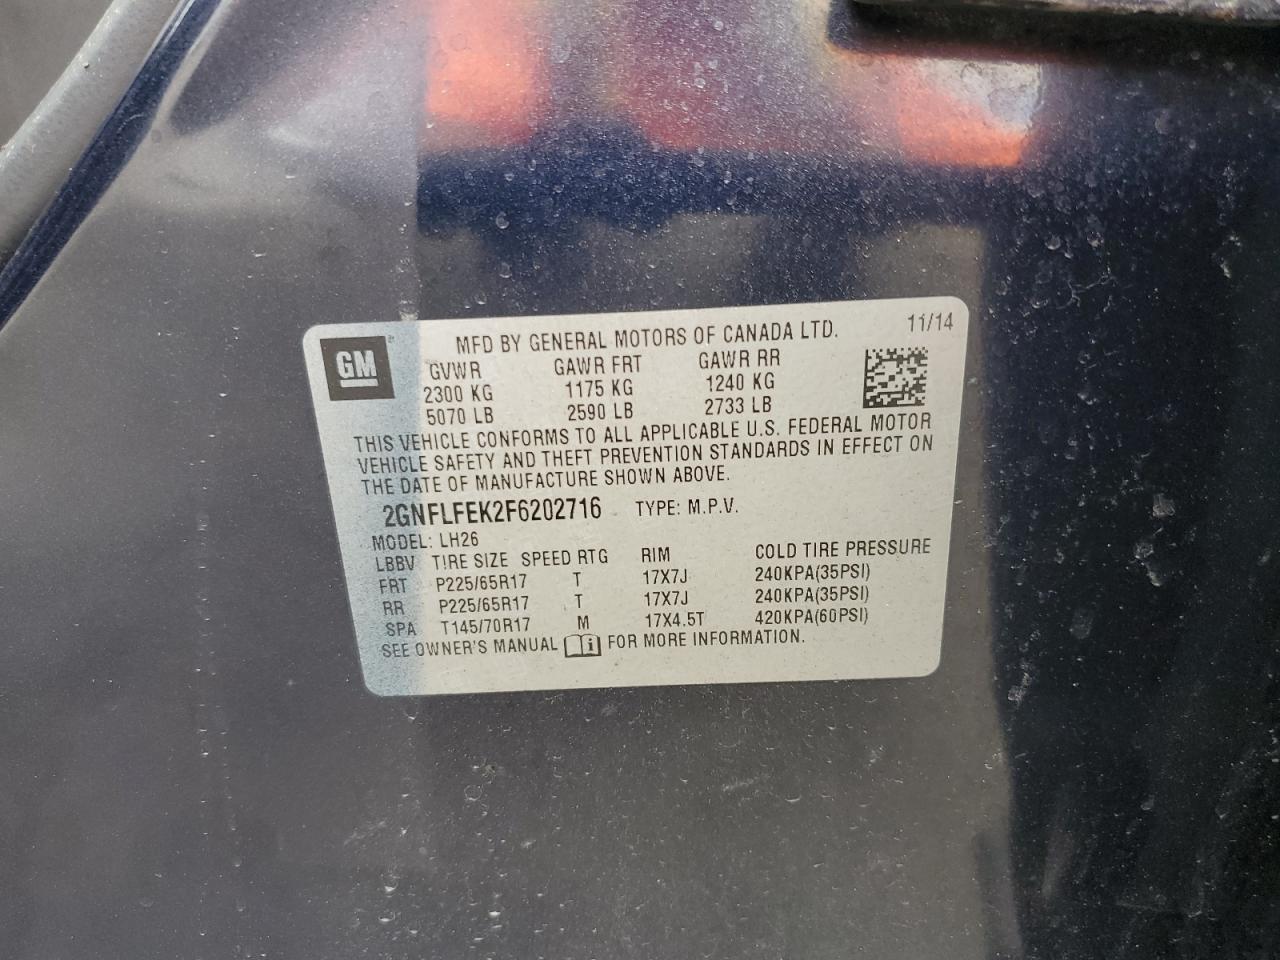 GM
MFD BY GENERAL MOTORS OF CANADA LTD.
11/14
GVWR GAWR FRT GAWR RR
2300 KG 1175 KG 1240 KG
5070 LB 2590 LB 2733 LB
THIS VEHICLE CONFORMS TO ALL APPLICABLE U.S. FEDERAL MOTOR
VEHICLE SAFETY AND THEFT PREVENTION STANDARDS IN EFFECT ON
THE DATE OF MANUFACTURE SHOWN ABOVE.
2GNFLFEK2F6202716 TYPE: M.P.V.
MODEL: LH26
LBBV TIRE SIZE SPEED RTG RIM COLD TIRE PRESSURE
FRT P225/65R17 T 17X7J 240KPA(35PSI)
RR P225/65R17 T 17X7J 240KPA(35PSI)
SPA T145/70R17 M 17X4.5T 420KPA(60PSI)
SEE OWNER'S MANUAL i FOR MORE INFORMATION.